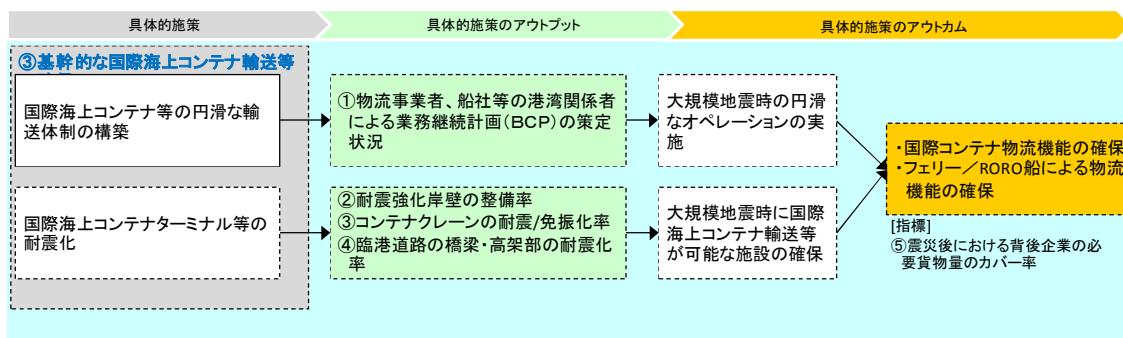 具体的施策
具体的施策のアウトプット
具体的施策のアウトカム
③基幹的な国際海上コンテナ輸送等
国際海上コンテナ等の円滑な輸
送体制の構築
①物流事業者、船社等の港湾関係者
による業務継続計画(BCP)の策定
状況
大規模地震時の円滑
なオペレーションの実
施
・国際コンテナ物流機能の確保
・フェリー/RORO船による物流
機能の確保
国際海上コンテナターミナル等の
耐震化
②耐震強化岸壁の整備率
③コンテナクレーンの耐震/免振化率
④臨港道路の橋梁・高架部の耐震化
率
大規模地震時に国際
海上コンテナ輸送等
が可能な施設の確保
[指標]
⑤震災後における背後企業の必
要貨物量のカバー率